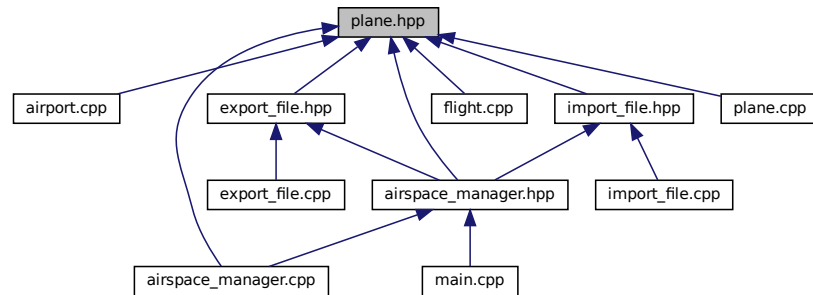 plane.hpp
airport.cpp
export_file.hpp
flight.cpp
import_file.hpp
plane.cpp
export_file.cpp
airspace_manager.hpp
import_file.cpp
airspace_manager.cpp
main.cpp